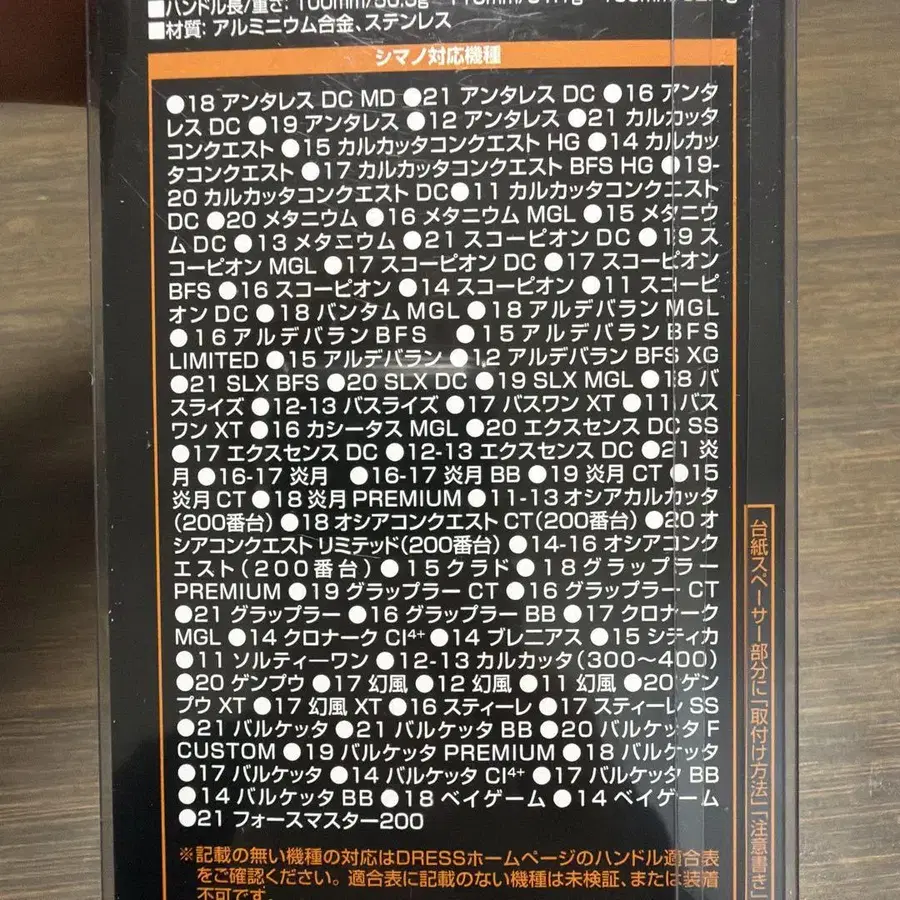 ■ハンドル長/重さ: 100mm/
■材質: アルミニウム合金、ステンレス
シマノ対応機種
●18 アンタレス DC MD ●21 アンタレス DC ●16 アンタ
レス DC ●19 アンタレス ●12 アンタレス ●21 カルカッタ
コンクエスト ●15 カルカッタコンクエスト HG ●14 カルカッ
タコンクエスト ●17 カルカッタコンクエスト BFS HG ●19-
20 カルカッタコンクエスト DC●11 カルカッタコンクエスト
DC ●20 メタニウム ●16 メタニウム MGL ●15 メタニウ
ム DC ●13 メタニウム ●21 スコーピオン DC ●19 ス
コーピオン MGL ●17 スコーピオン DC ●17 スコーピオン
BFS ●16 スコーピオン ●14 スコーピオン ●11 スコーピ
オン DC ●18 バンタム MGL ●18 アルデバラン MGL
●16 アルデバラン BFS ●15 アルデバラン BFS
LIMITED ●15 アルデバラン ●12 アルデバラン BFS XG
●21 SLX BFS ●20 SLX DC ●19 SLX MGL ●18 バ
スライズ ●12-13 バスライズ ●17 バスワン XT ●11 バス
ワン XT ●16 カシータス MGL ●20 エクスセンス DC SS
●17 エクスセンス DC ●12-13 エクスセンス DC ●21 炎
月 ●16-17 炎月 ●16-17 炎月 BB ●19 炎月 CT ●15
炎月 CT ●18 炎月 PREMIUM ●11-13 オシアカルカッタ
(200番台) ●18 オシアコンクエスト CT(200番台) ●20 オ
シアコンクエスト リミテッド(200番台) ●14-16 オシアコンク
エスト(200番台) ●15 クラド ●18 グラップラー
PREMIUM ●19 グラップラー CT ●16 グラップラー CT
●21 グラップラー ●16 グラップラー BB ●17 クロナーク
MGL ●14 クロナーク CI⁴⁺ ●14 ブレニアス ●15 シティカ
●11 ソルティーワン ●12-13 カルカッタ(300～400)
●20 ゲンプウ ●17 幻風 ●12 幻風 ●11 幻風 ●20 ゲン
プウ XT ●17 幻風 XT ●16 スティーレ ●17 スティーレ SS
●21 バルケッタ ●21 バルケッタ BB ●20 バルケッタ F
CUSTOM ●19 バルケッタ PREMIUM ●18 バルケッタ
●17 バルケッタ ●14 バルケッタ CI⁴⁺ ●17 バルケッタ BB
●14 バルケッタ BB ●18 ベイゲーム ●14 ベイゲーム
●21 フォースマスター200
※記載の無い機種の対応はDRESSホームページのハンドル適合表
をご確認ください。適合表に記載のない機種は未検証、または装着
不可です。
台紙スペーサー部分に「取付け方法」「注意書き」